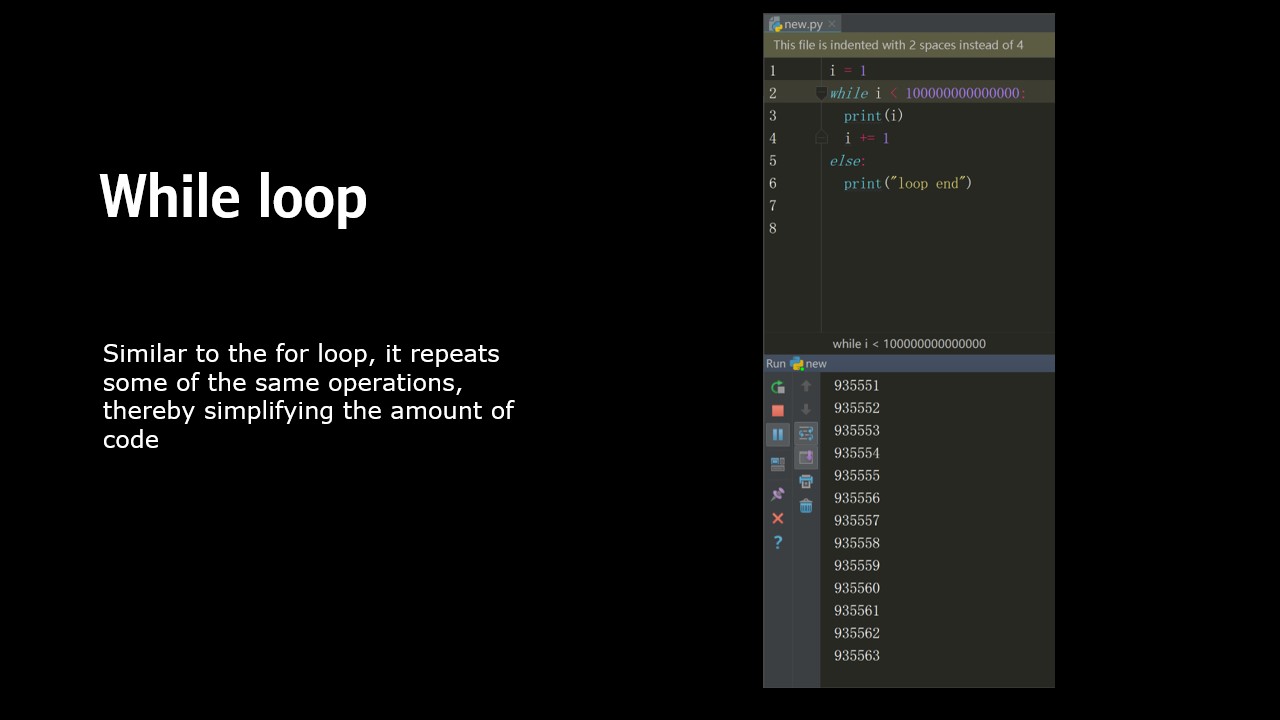 While loop
Similar to the for loop, it repeats
some of the same operations,
thereby simplifying the amount of
code
new.py
This file is indented with 2 spaces instead of 4
1 i = 1
2 while i < 100000000000000:
3 print(i)
4 i += 1
5 else:
6 print("loop end")
7
8
while i < 100000000000000
Run new
935551
935552
935553
935554
935555
935556
935557
935558
935559
935560
935561
935562
935563